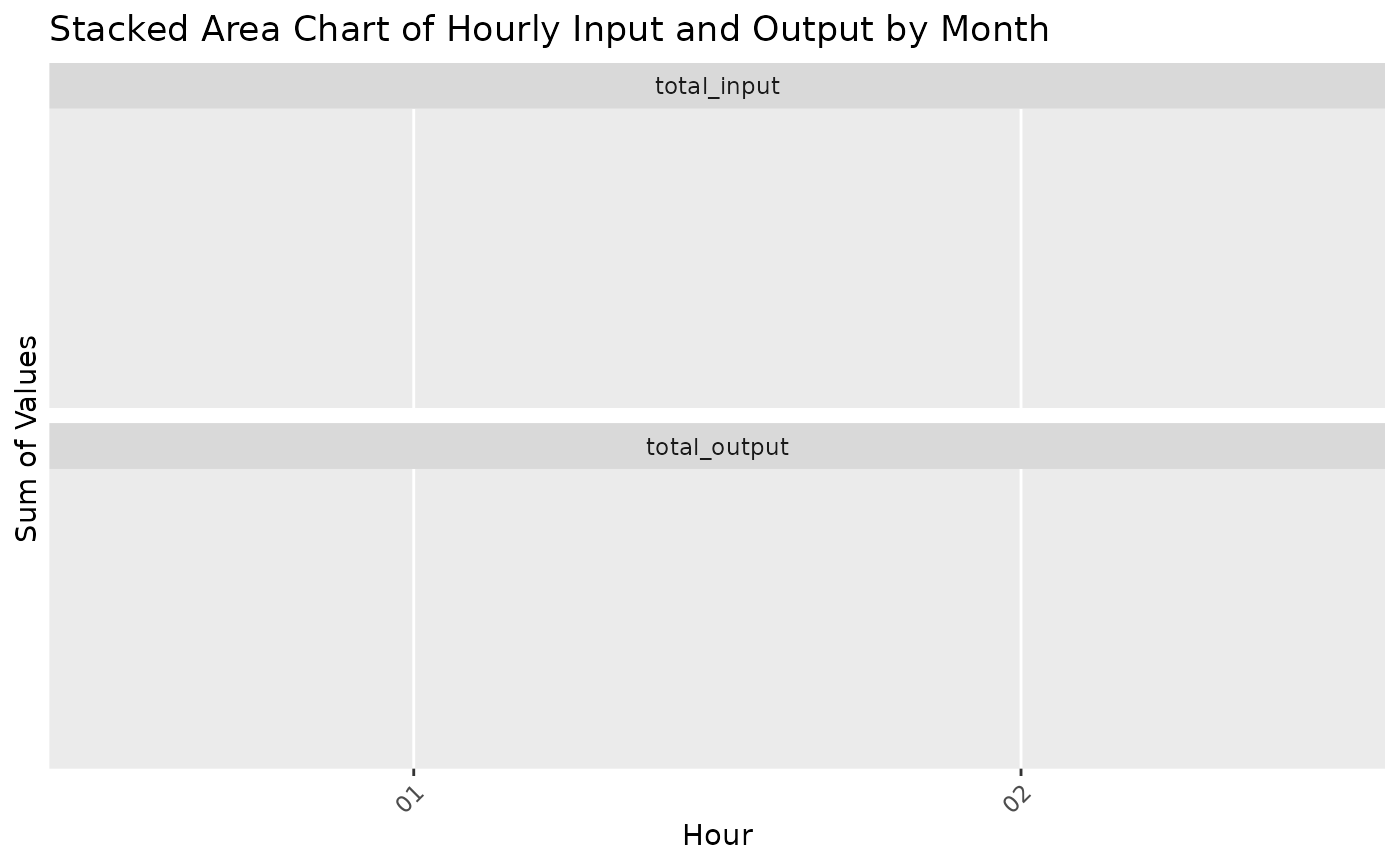 Stacked Area Chart of Hourly Input and Output by Month
total_input
Sum of Values
total_output
01
02
Hour